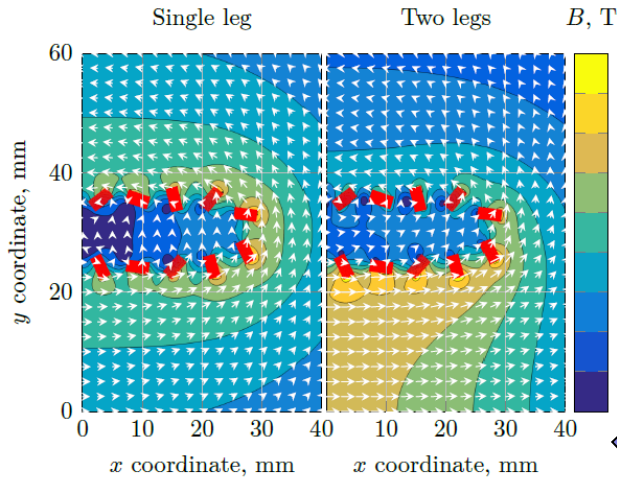 Single leg Two legs B, T
60
40
20
0
y coordinate, mm
0 10 20 30 40 0 10 20 30 40
x coordinate, mm x coordinate, mm